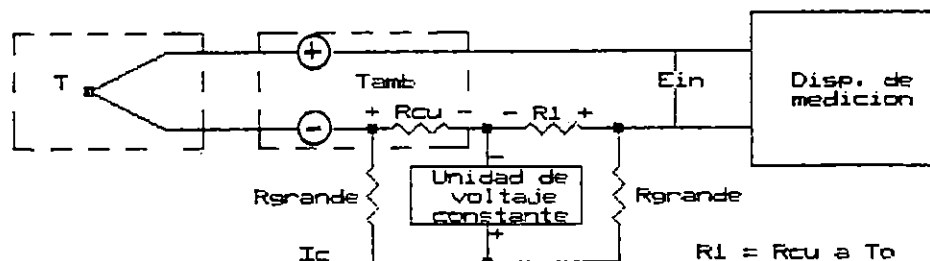 T
+
Tamb
Ein
Disp. de
medicion
+ Rcu -
- R1 +
-
-
Unidad de
voltaje
constante
+
Rgrande
Rgrande
Ic
R1 = Rcu a To